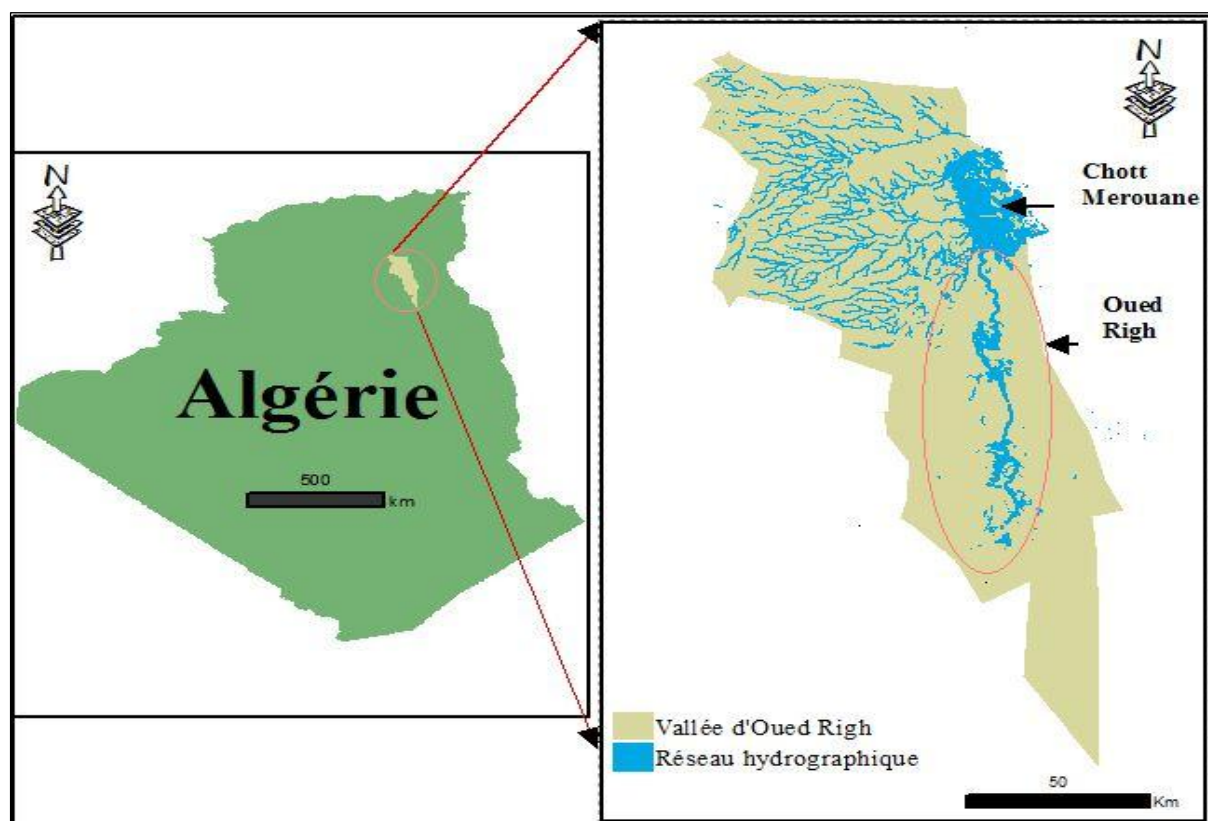 N
Algérie
500
km
N
Chott
Merouane
Oued
Righ
Vallée d'Oued Righ
Réseau hydrographique
50
Km